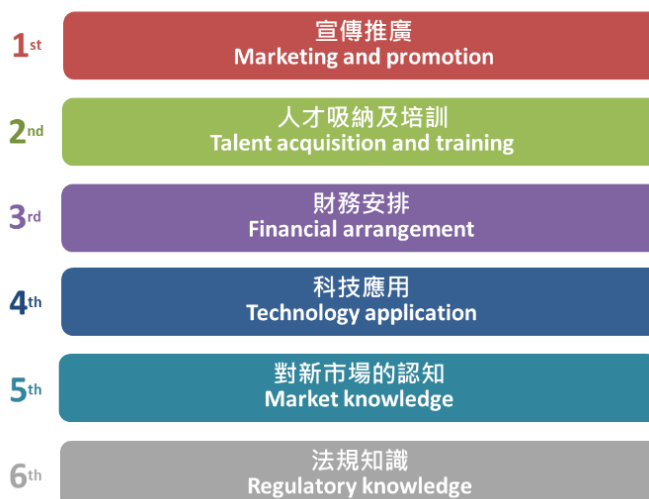 1st
宣傳推廣
Marketing and promotion
2nd
人才吸納及培訓
Talent acquisition and training
3rd
財務安排
Financial arrangement
4th
科技應用
Technology application
5th
對新市場的認知
Market knowledge
6th
法規知識
Regulatory knowledge